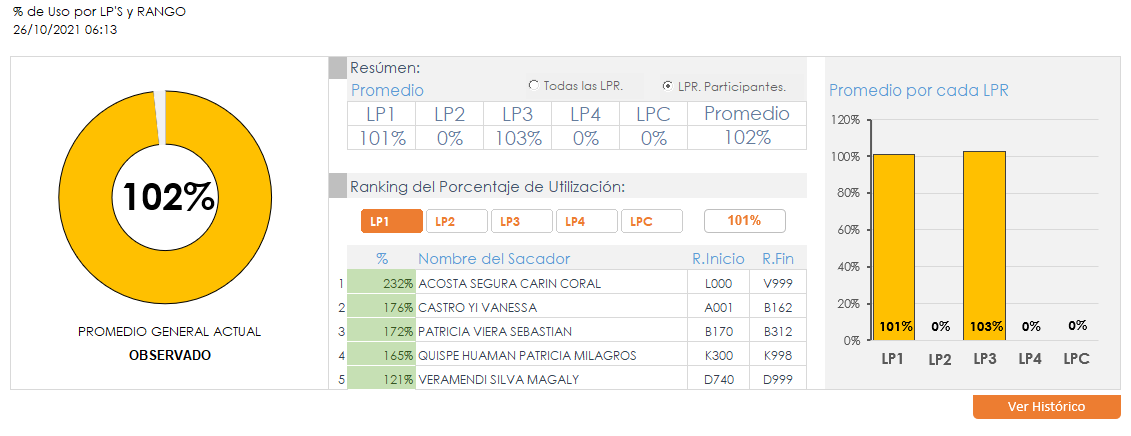 % de Uso por LP'S y RANGO
26/10/2021 06:13
102%
PROMEDIO GENERAL ACTUAL
OBSERVADO
Resúmen:
Promedio
Todas las LPR.
LPR. Participantes.
LP1 LP2 LP3 LP4 LPC Promedio
101% 0% 103% 0% 0% 102%
Ranking del Porcentaje de Utilización:
LP1 LP2 LP3 LP4 LPC 101%
% Nombre del Sacador R.Inicio R.Fin
1 232% ACOSTA SEGURA CARIN CORAL L000 V999
2 176% CASTRO YI VANESSA A001 B162
3 172% PATRICIA VIERA SEBASTIAN B170 B312
4 165% QUISPE HUAMAN PATRICIA MILAGROS K300 K998
5 121% VERAMENDI SILVA MAGALY D740 D999
Promedio por cada LPR
120%
100%
80%
60%
40%
20%
0%
101% 0% 103% 0% 0%
LP1 LP2 LP3 LP4 LPC
Ver Histórico